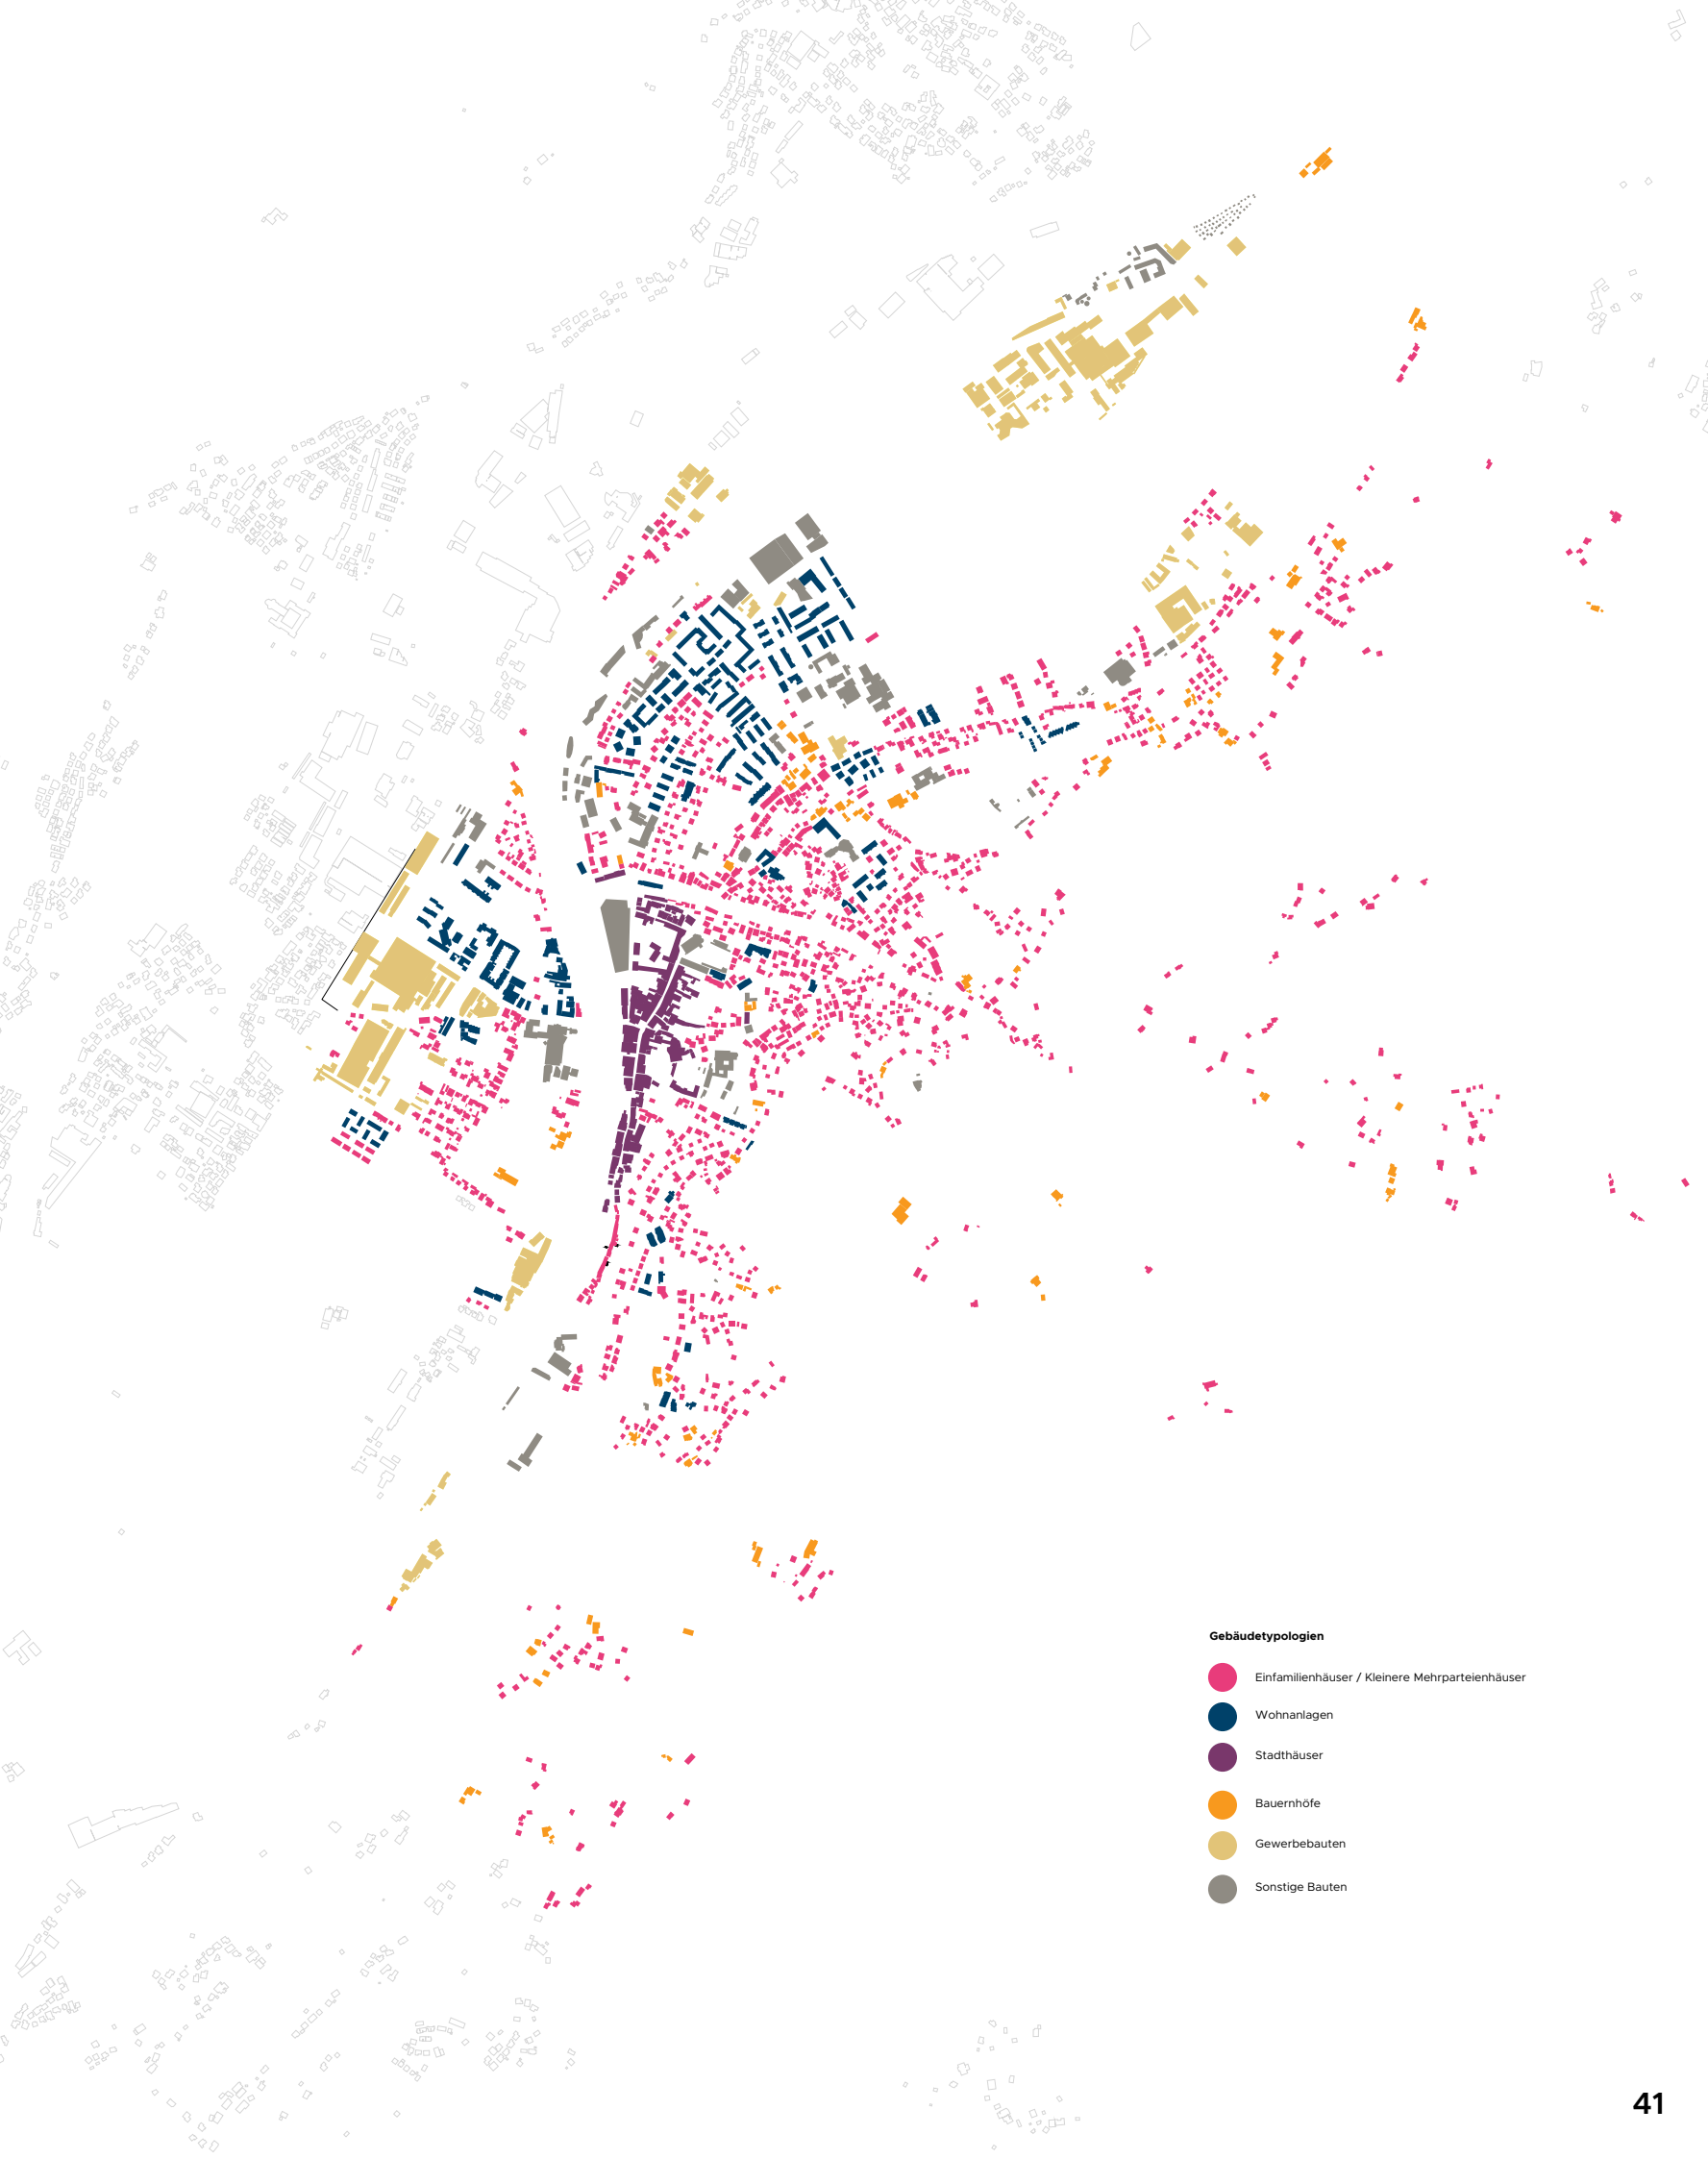 Gebäudetypologien
Einfamilienhäuser / Kleinere Mehrparteienhäuser
Wohnanlagen
Stadthäuser
Bauernhöfe
Gewerbebauten
Sonstige Bauten
41